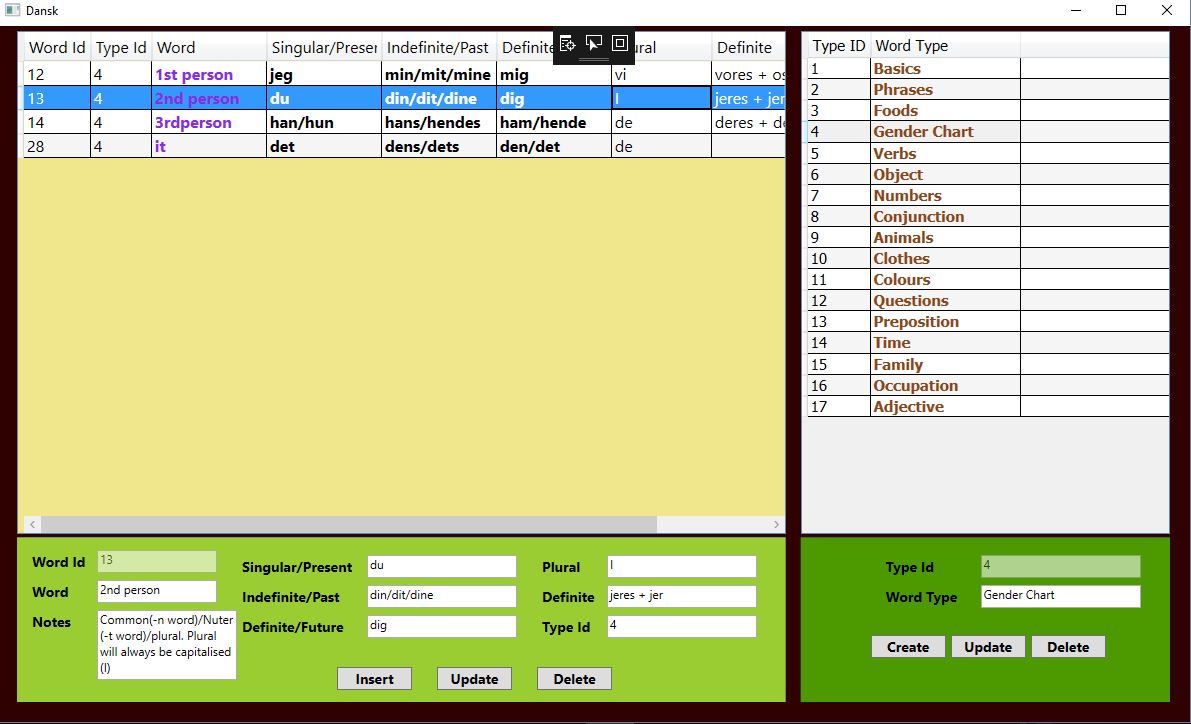 Dansk
Word Id Type Id Word Singular/Presen Indefinite/Past Definite ural Definite
12 4 1st person jeg min/mit/mine mig vi vores + os
13 4 2nd person du din/dit/dine dig I jeres + jer
14 4 3rdperson han/hun hans/hendes ham/hende de deres + de
28 4 it det dens/dets den/det de
Type ID Word Type
1 Basics
2 Phrases
3 Foods
4 Gender Chart
5 Verbs
6 Object
7 Numbers
8 Conjunction
9 Animals
10 Clothes
11 Colours
12 Questions
13 Preposition
14 Time
15 Family
16 Occupation
17 Adjective
Word Id 13
Word 2nd person
Notes Common(-n word)/Nuter
(-t word)/plural. Plural
will always be capitalised
(I)
Singular/Present du
Indefinite/Past din/dit/dine
Definite/Future dig
Plural I
Definite jeres + jer
Type Id 4
Insert Update Delete
Type Id 4
Word Type Gender Chart
Create Update Delete